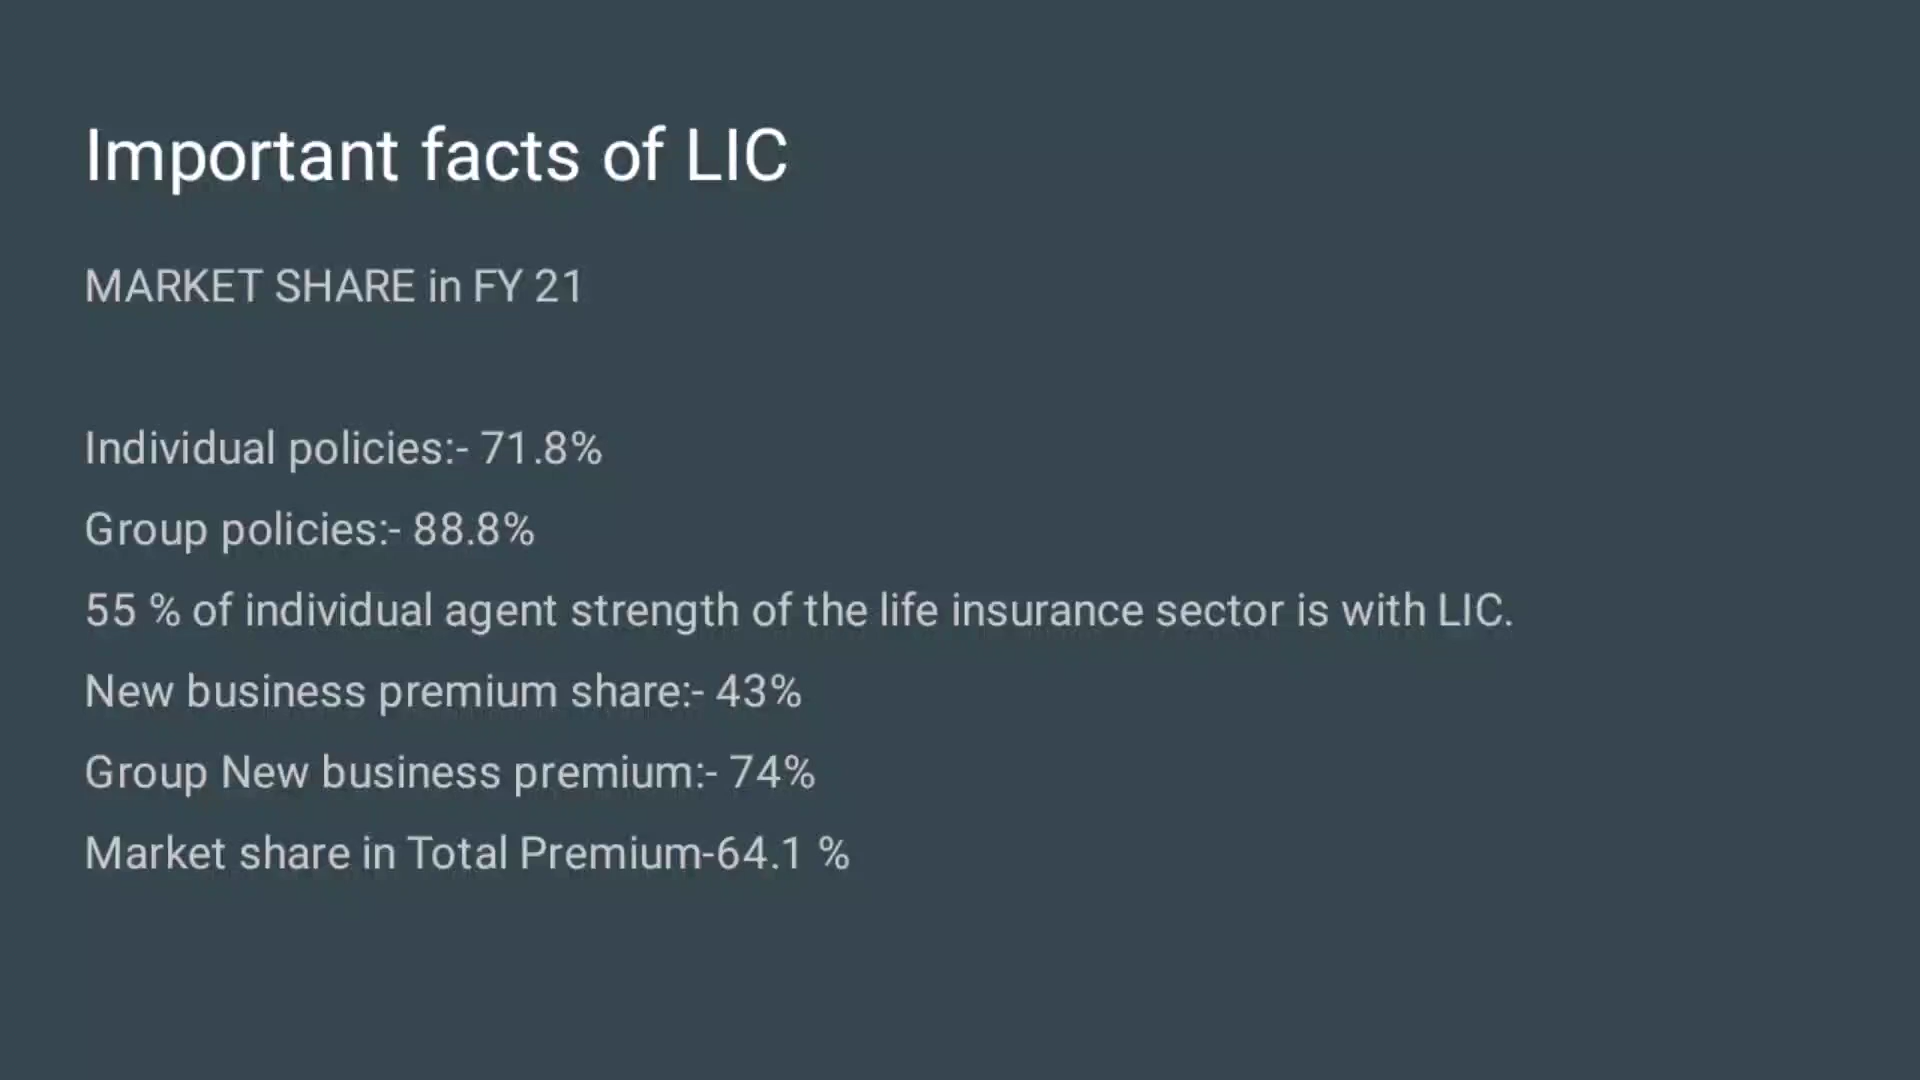 Important facts of LIC
MARKET SHARE in FY 21
Individual policies:- 71.8%
Group policies:- 88.8%
55 % of individual agent strength of the life insurance sector is with LIC.
New business premium share:- 43%
Group New business premium:- 74%
Market share in Total Premium-64.1 %